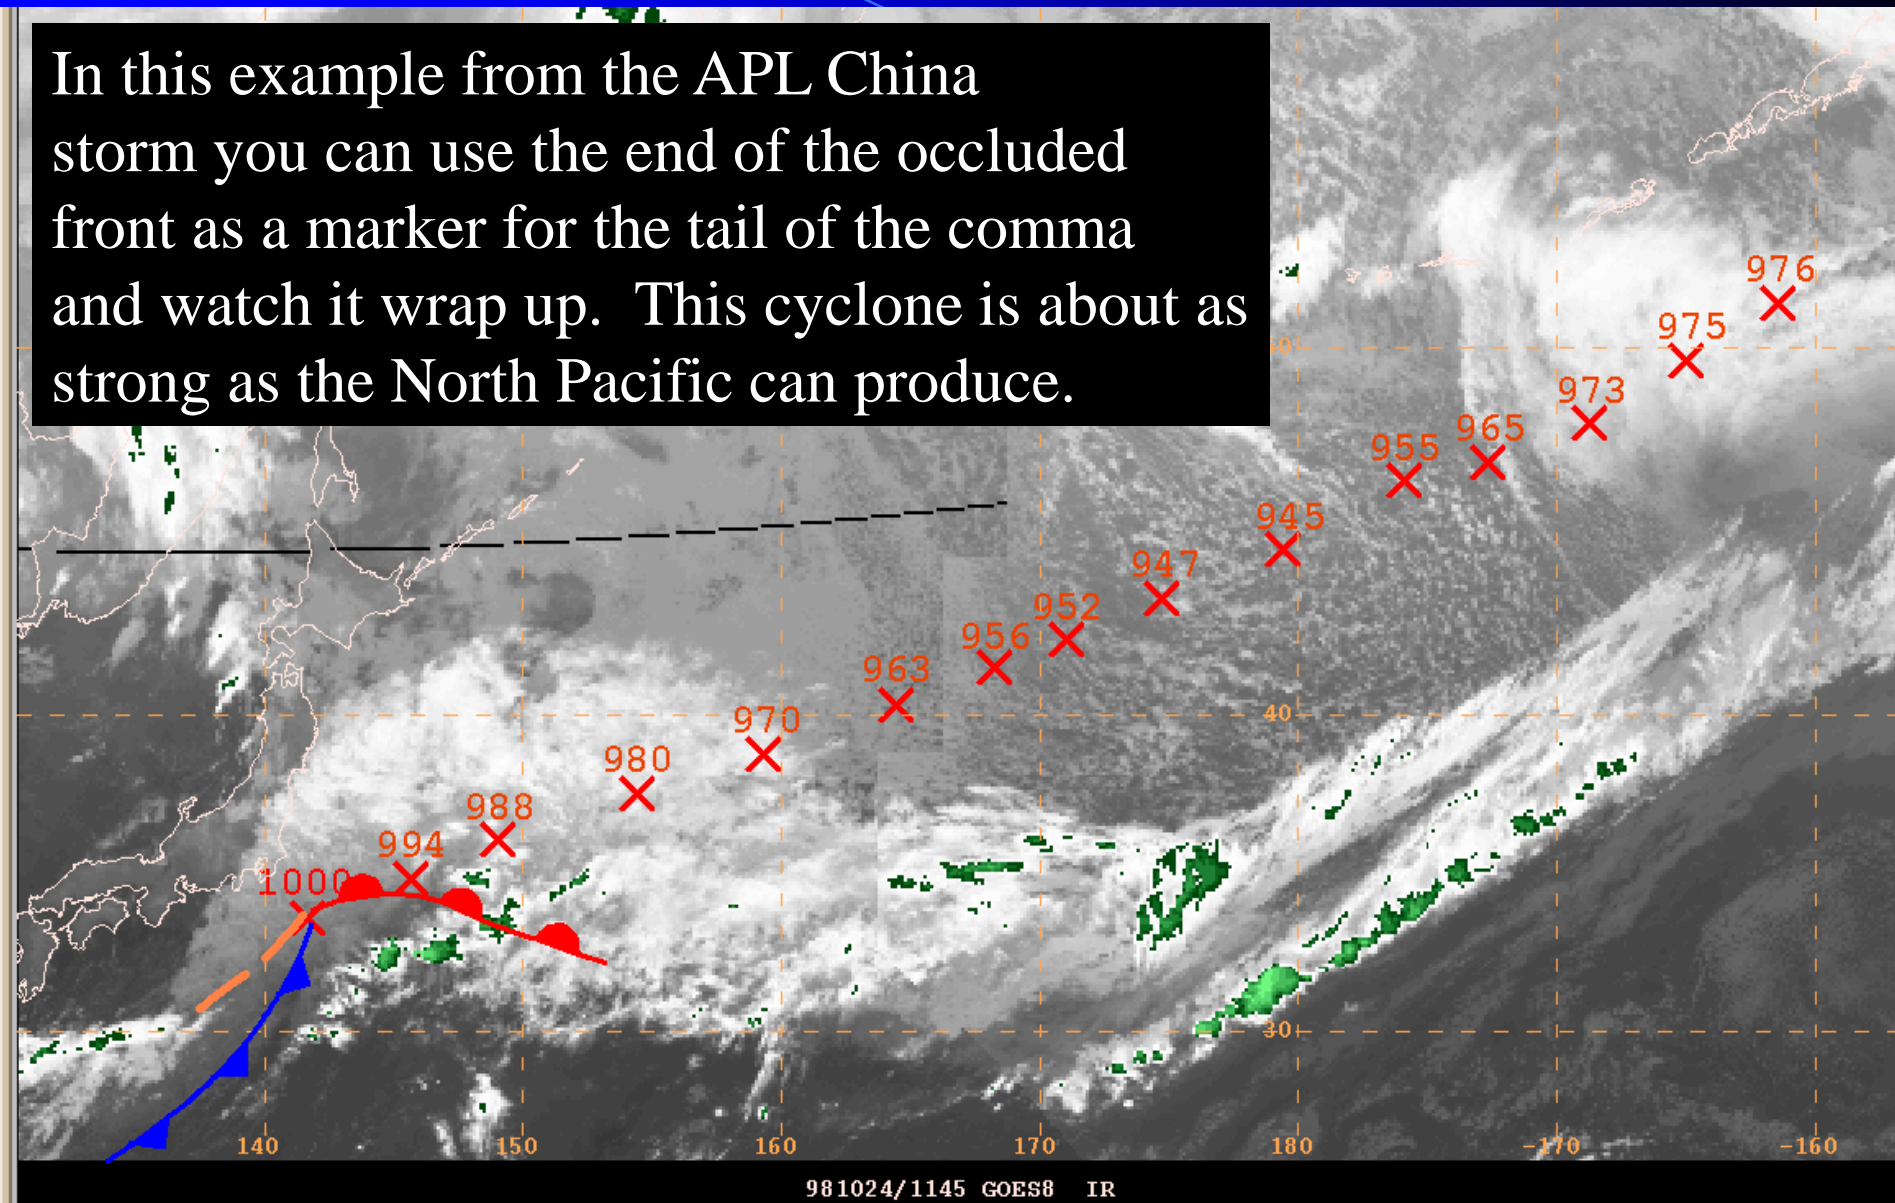 In this example from the APL China
storm you can use the end of the occluded
front as a marker for the tail of the comma
and watch it wrap up.  This cyclone is about as
strong as the North Pacific can produce.
976
975
50
973
965
955
945
947
952
956
963
40
970
980
988
994
1000
30
140 150 160 170 180 -170 -160
981024/1145 GOES8 IR